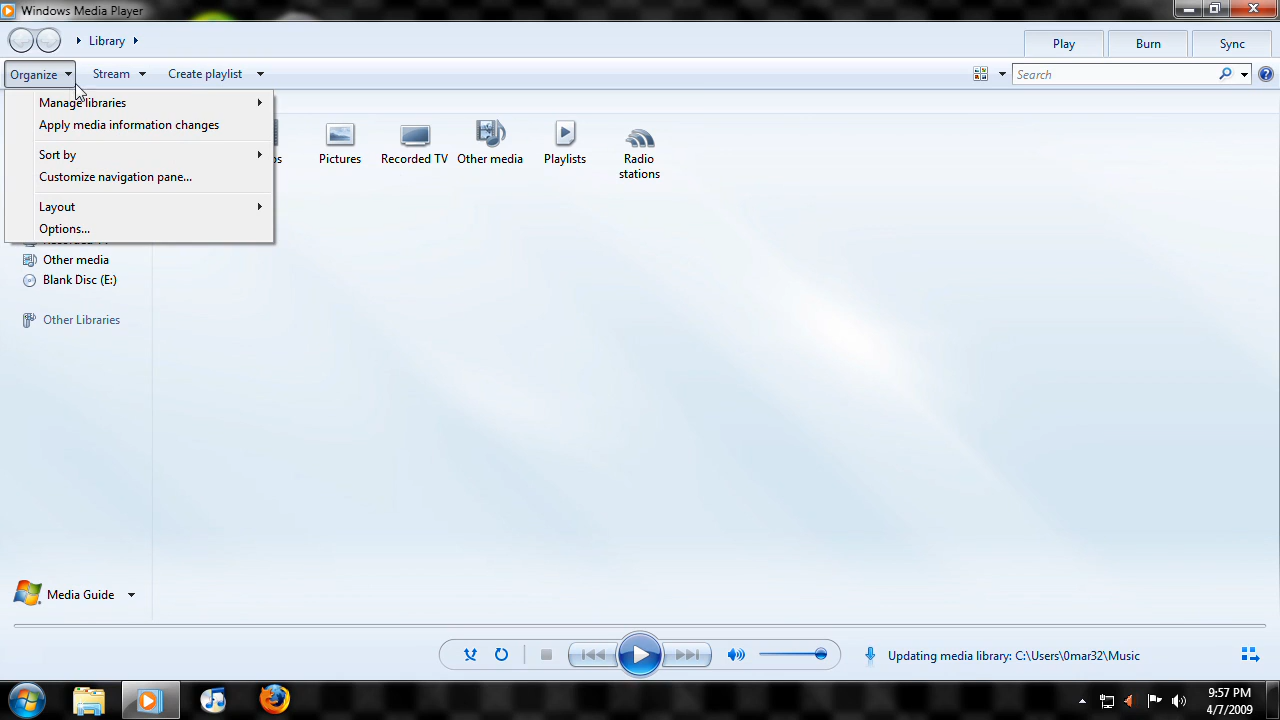 Windows Media Player
Library
Play
Burn
Sync
Organize
Stream
Create playlist
Search
Manage libraries
Apply media information changes
Sort by
Customize navigation pane...
Layout
Options...
Pictures
Recorded TV
Other media
Playlists
Radio
stations
Other media
Blank Disc (E:)
Other Libraries
Media Guide
Updating media library: C:\Users\0mar32\Music
9:57 PM
4/7/2009